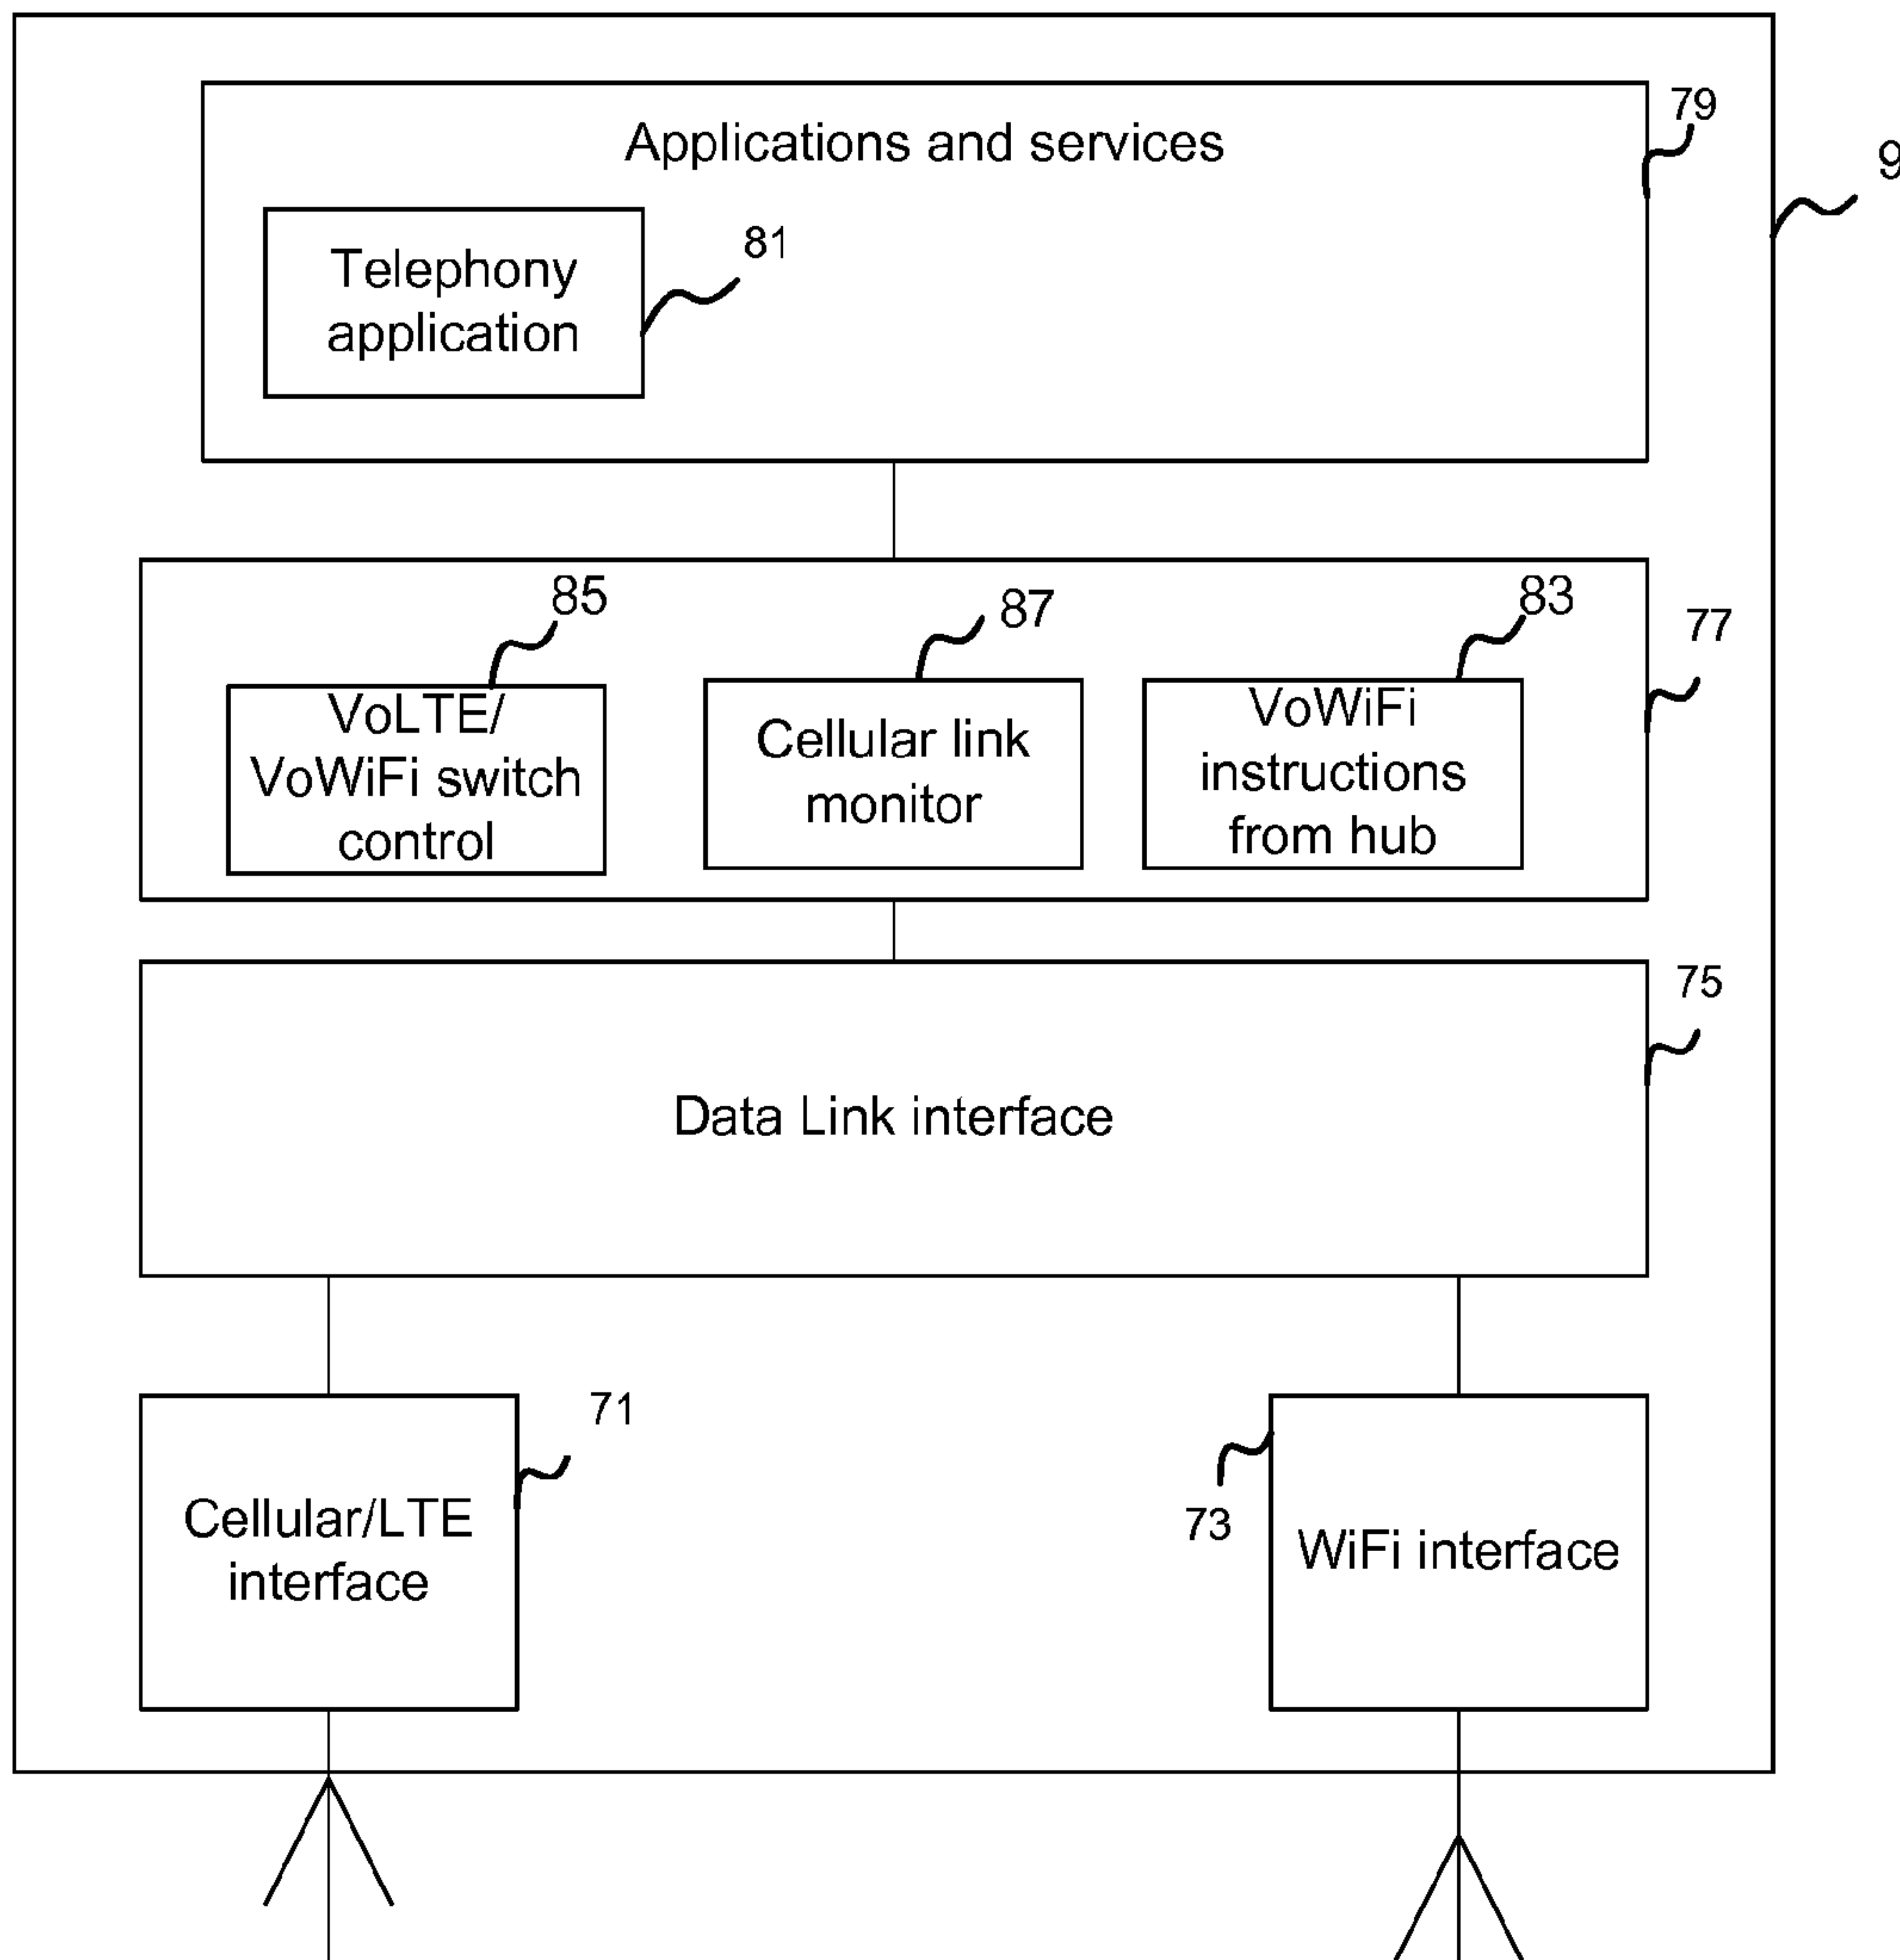 79
9
Applications and services
81
Telephony
application
85
87
83
77
VoLTE/
VoWiFi switch
control
Cellular link
monitor
VoWiFi
instructions
from hub
75
Data Link interface
71
73
Cellular/LTE
interface
WiFi interface